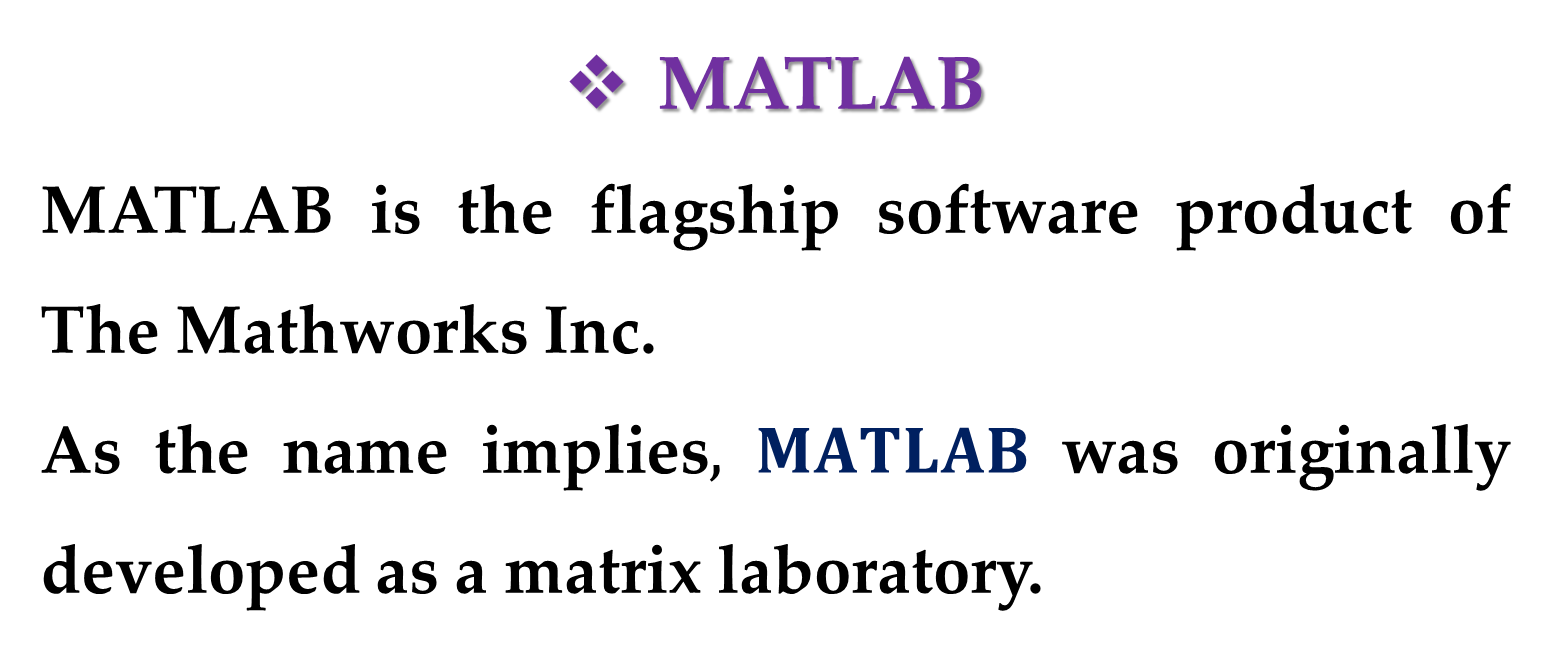 ❖ MATLAB
MATLAB is the flagship software product of
The Mathworks Inc.
As the name implies, MATLAB was originally
developed as a matrix laboratory.